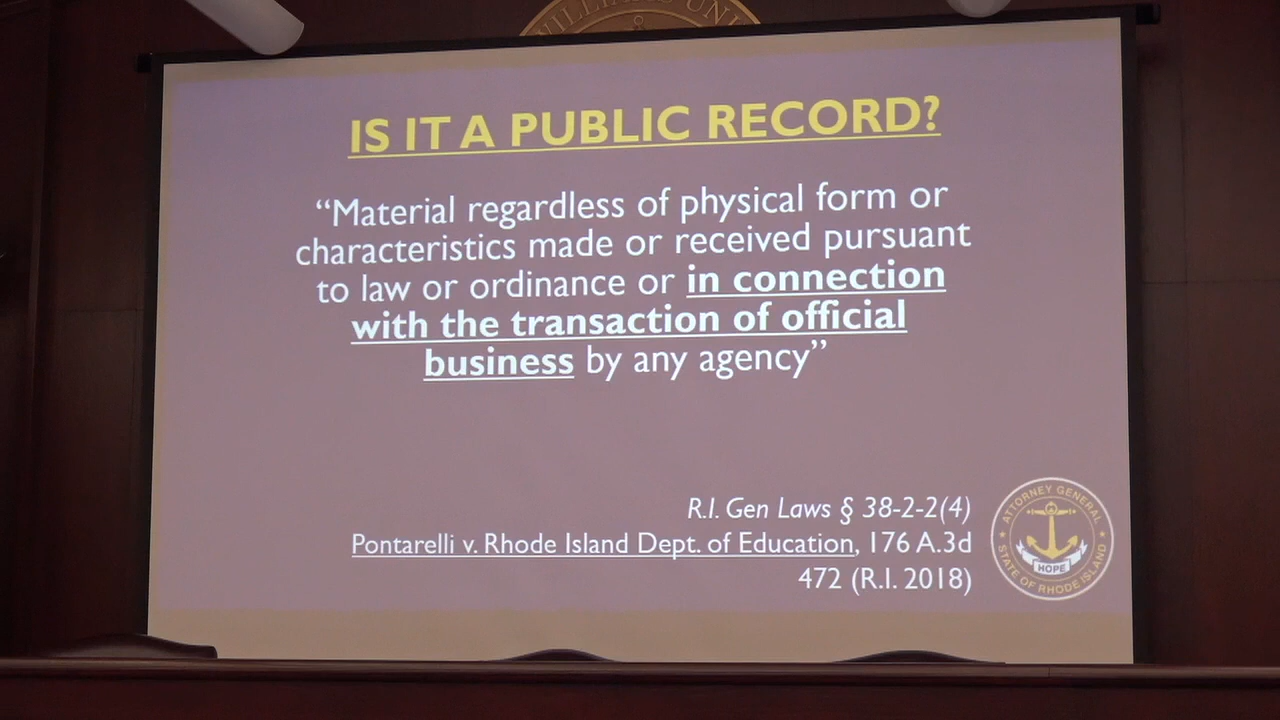 WILLIAMS UNI
IS IT A PUBLIC RECORD?
“Material regardless of physical form or
characteristics made or received pursuant
to law or ordinance or in connection
with the transaction of official
business by any agency”
R.I. Gen Laws § 38-2-2(4)
Pontarelli v. Rhode Island Dept. of Education, 176 A.3d
472 (R.I. 2018)
ATTORNEY GENERAL
HOPE
STATE OF RHODE ISLAND